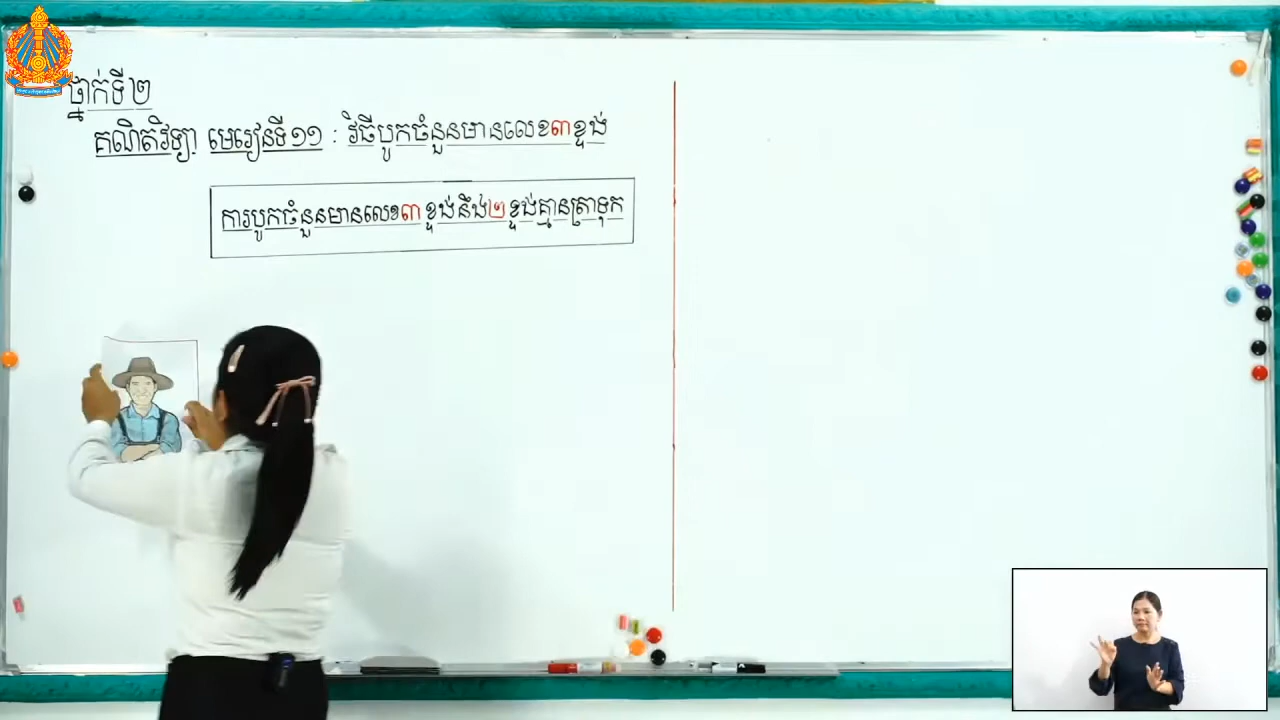 ថ្នាក់ទី ២
គណិតវិទ្យា មេរៀនទី១១ : វិធីបូកចំនួនមានលេខ៣ខ្ទង់
ការបូកចំនួនមានលេខ៣ ខ្ទង់នឹង២ ខ្ទង់គ្មានត្រាទុក